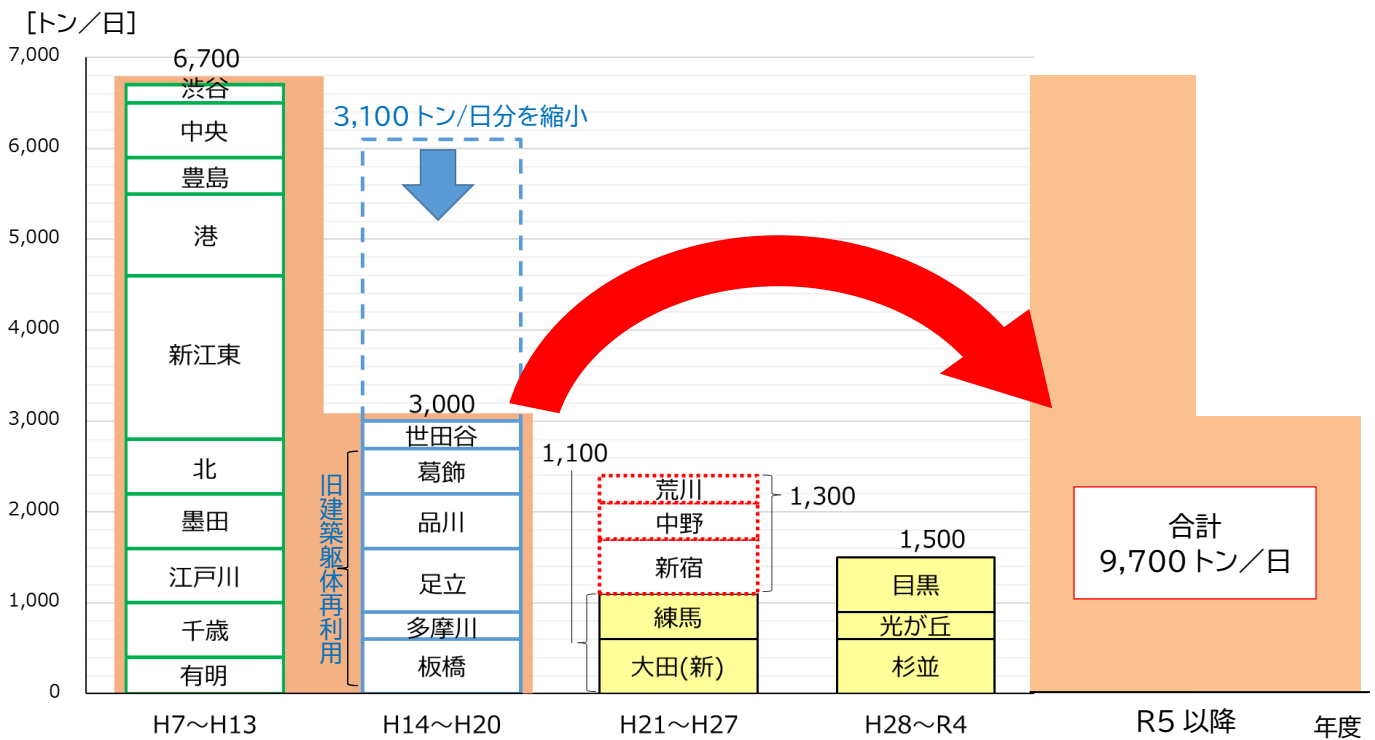 [トン／日]
7,000
6,000
5,000
4,000
3,000
2,000
1,000
0
6,700
渋谷
中央
豊島
港
新江東
北
墨田
江戸川
千歳
有明
3,100トン/日分を縮小
3,000
世田谷
葛飾
品川
足立
多摩川
板橋
旧建築躯体再利用
1,100
荒川
中野
新宿
練馬
大田(新)
1,300
1,500
目黒
光が丘
杉並
合計
9,700トン／日
H7～H13
H14～H20
H21～H27
H28～R4
R5以降
年度